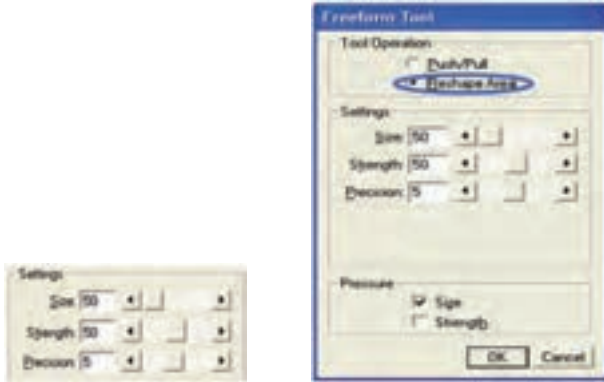 Settings
Size 50
Strength 50
Precision 5
Freeform Tool
Tool Operation
Push/Pull
Reshape Area
Settings
Size 50
Strength 50
Precision 5
Pressure
Size
Strength
OK Cancel